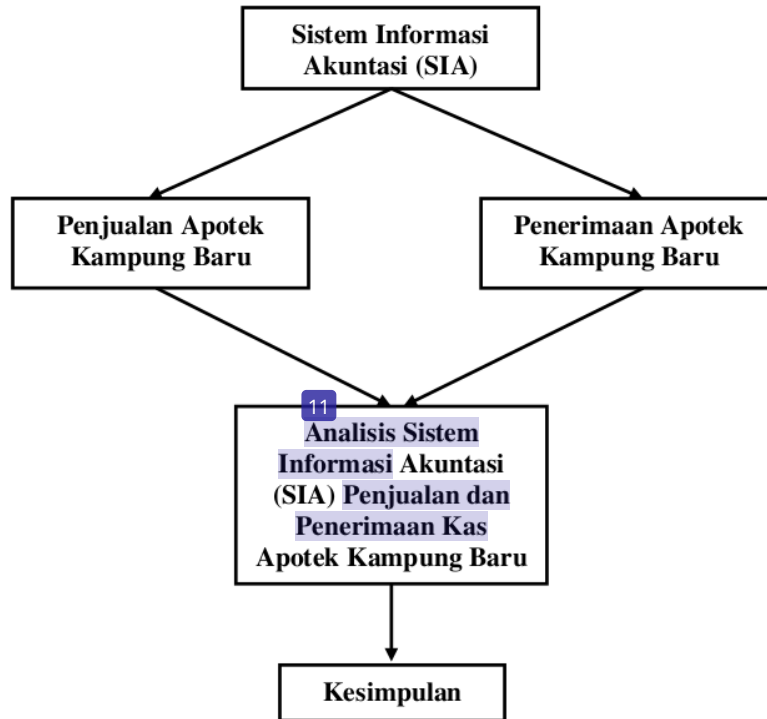 Sistem Informasi
Akuntasi (SIA)
Penjualan Apotek
Kampung Baru
Penerimaan Apotek
Kampung Baru
11
Analisis Sistem
Informasi Akuntasi
(SIA) Penjualan dan
Penerimaan Kas
Apotek Kampung Baru
Kesimpulan